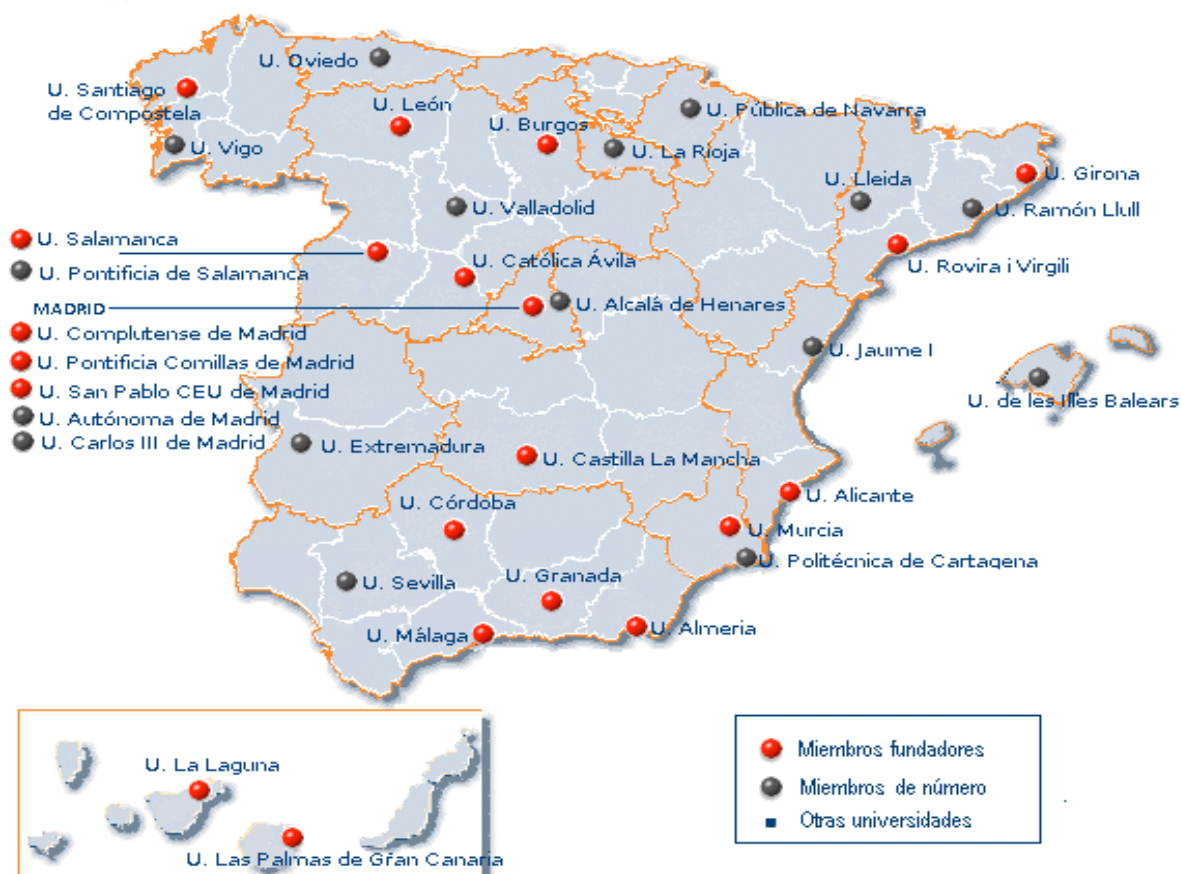 U. Oviedo
U. Santiago
de Compostela
U. León
U. Burgos
U. Pública de Navarra
U. Vigo
U. La Rioja
U. Lleida
U. Girona
U. Valladolid
U. Ramón Llull
U. Salamanca
U. Pontificia de Salamanca
U. Católica Ávila
U. Rovira i Virgili
MADRID
U. Alcalá de Henares
U. Complutense de Madrid
U. Pontificia Comillas de Madrid
U. San Pablo CEU de Madrid
U. Autónoma de Madrid
U. Carlos III de Madrid
U. Jaume I
U. de les Illes Balears
U. Extremadura
U. Castilla La Mancha
U. Alicante
U. Córdoba
U. Murcia
U. Politécnica de Cartagena
U. Sevilla
U. Granada
U. Málaga
U. Almeria
U. La Laguna
U. Las Palmas de Gran Canaria
Miembros fundadores
Miembros de número
Otras universidades